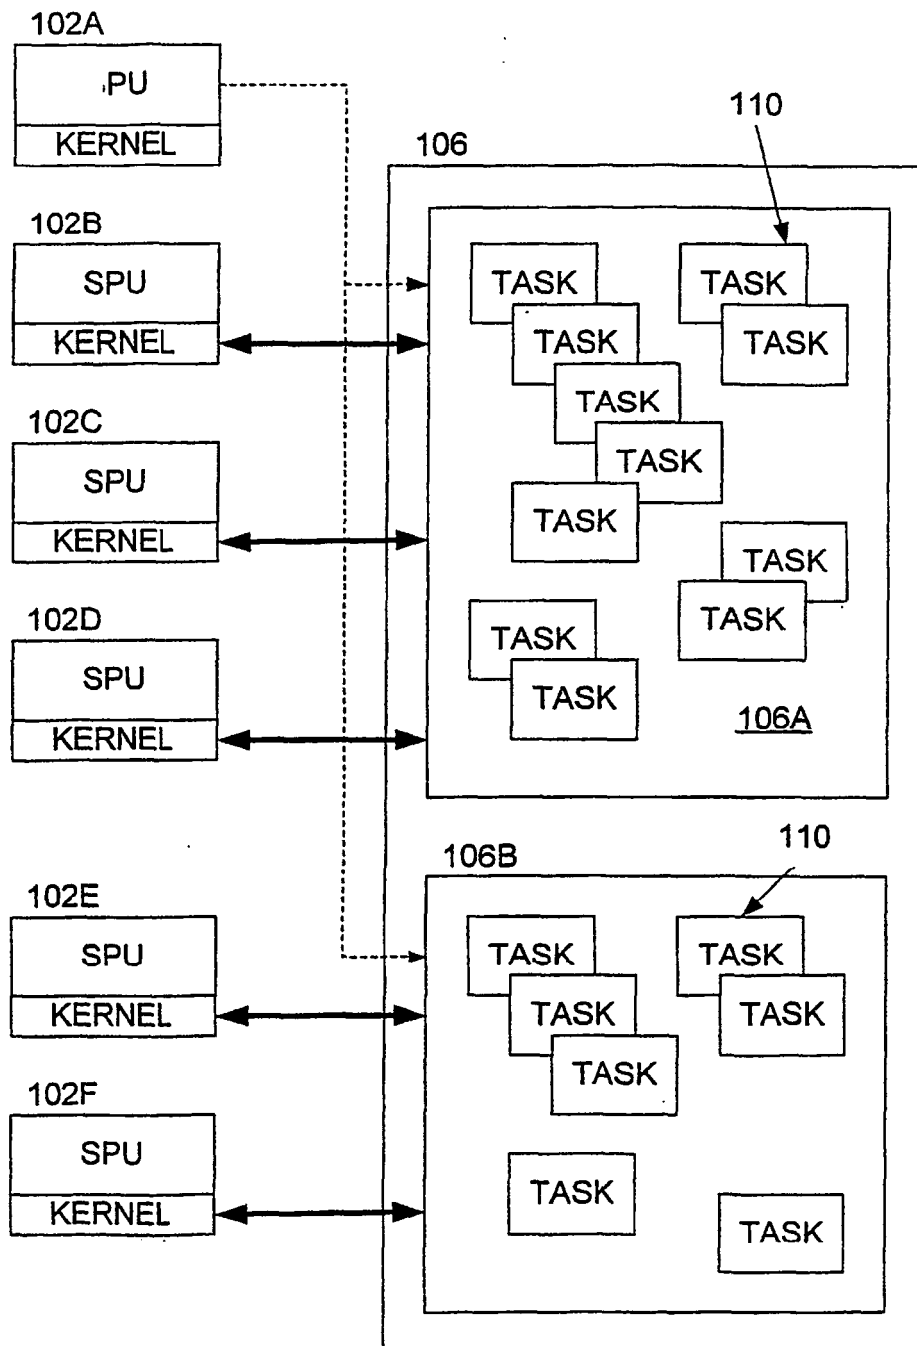 102A
PU
KERNEL
110
106
102B
SPU
KERNEL
TASK
TASK
TASK
TASK
TASK
TASK
102C
SPU
KERNEL
TASK
TASK
TASK
102D
SPU
KERNEL
TASK
TASK
TASK
106A
110
106B
102E
SPU
KERNEL
TASK
TASK
TASK
TASK
TASK
102F
SPU
KERNEL
TASK
TASK